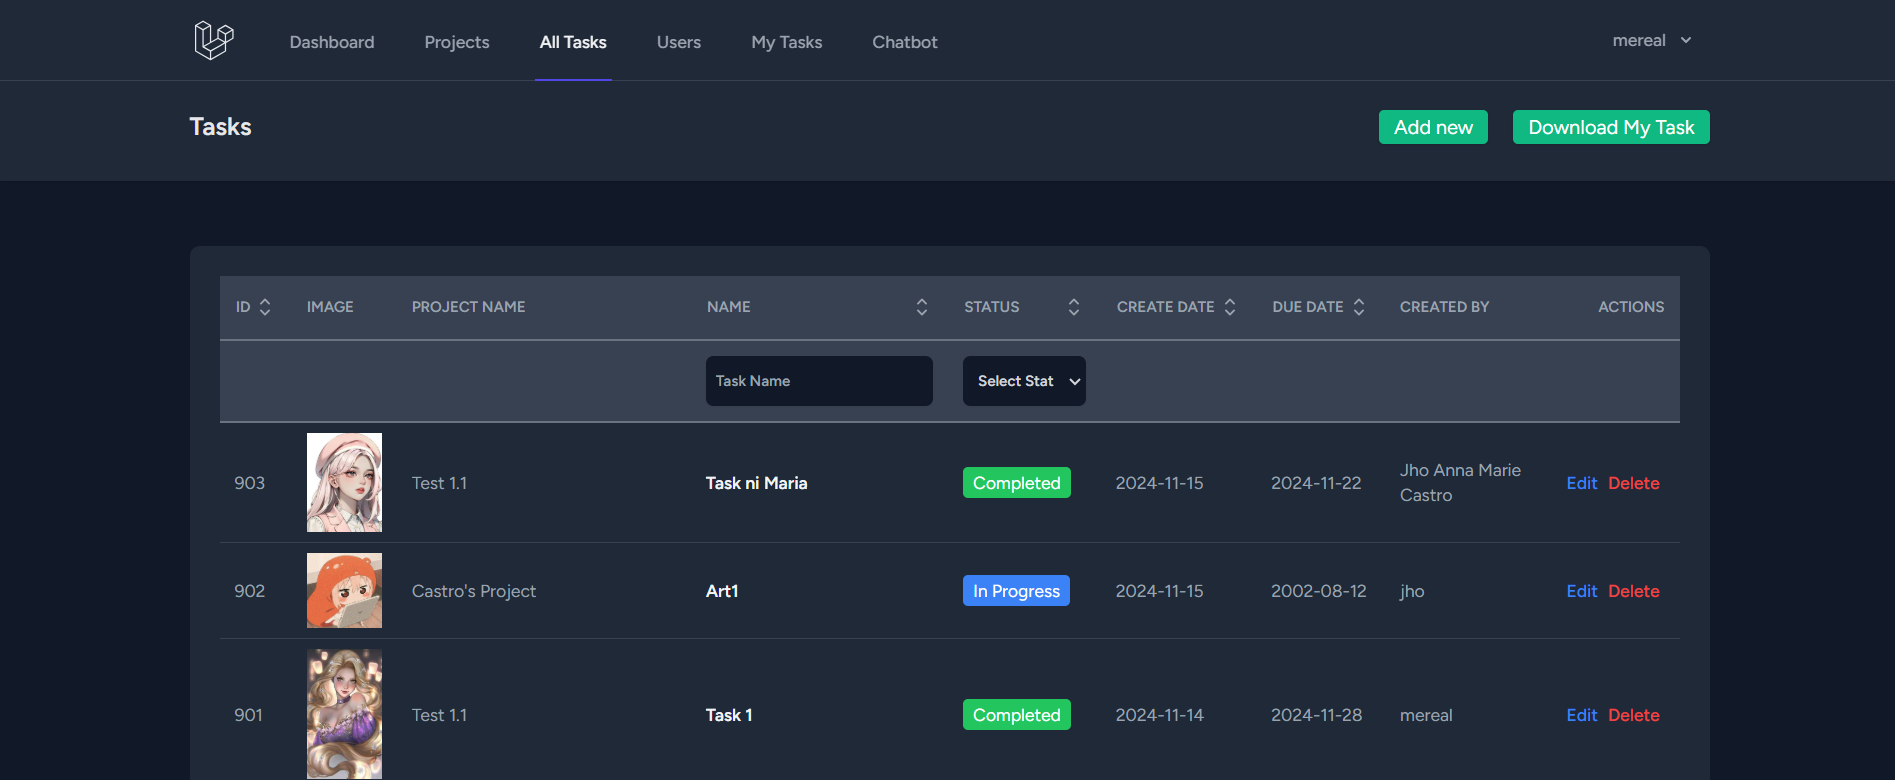 Dashboard Projects All Tasks Users My Tasks Chatbot mereal
Tasks Add new Download My Task
ID IMAGE PROJECT NAME NAME STATUS CREATE DATE DUE DATE CREATED BY ACTIONS
Task Name Select Stat
903 Test 1.1 Task ni Maria Completed 2024-11-15 2024-11-22 Jho Anna Marie
Castro Edit Delete
902 Castro's Project Art1 In Progress 2024-11-15 2002-08-12 jho Edit Delete
901 Test 1.1 Task 1 Completed 2024-11-14 2024-11-28 mereal Edit Delete